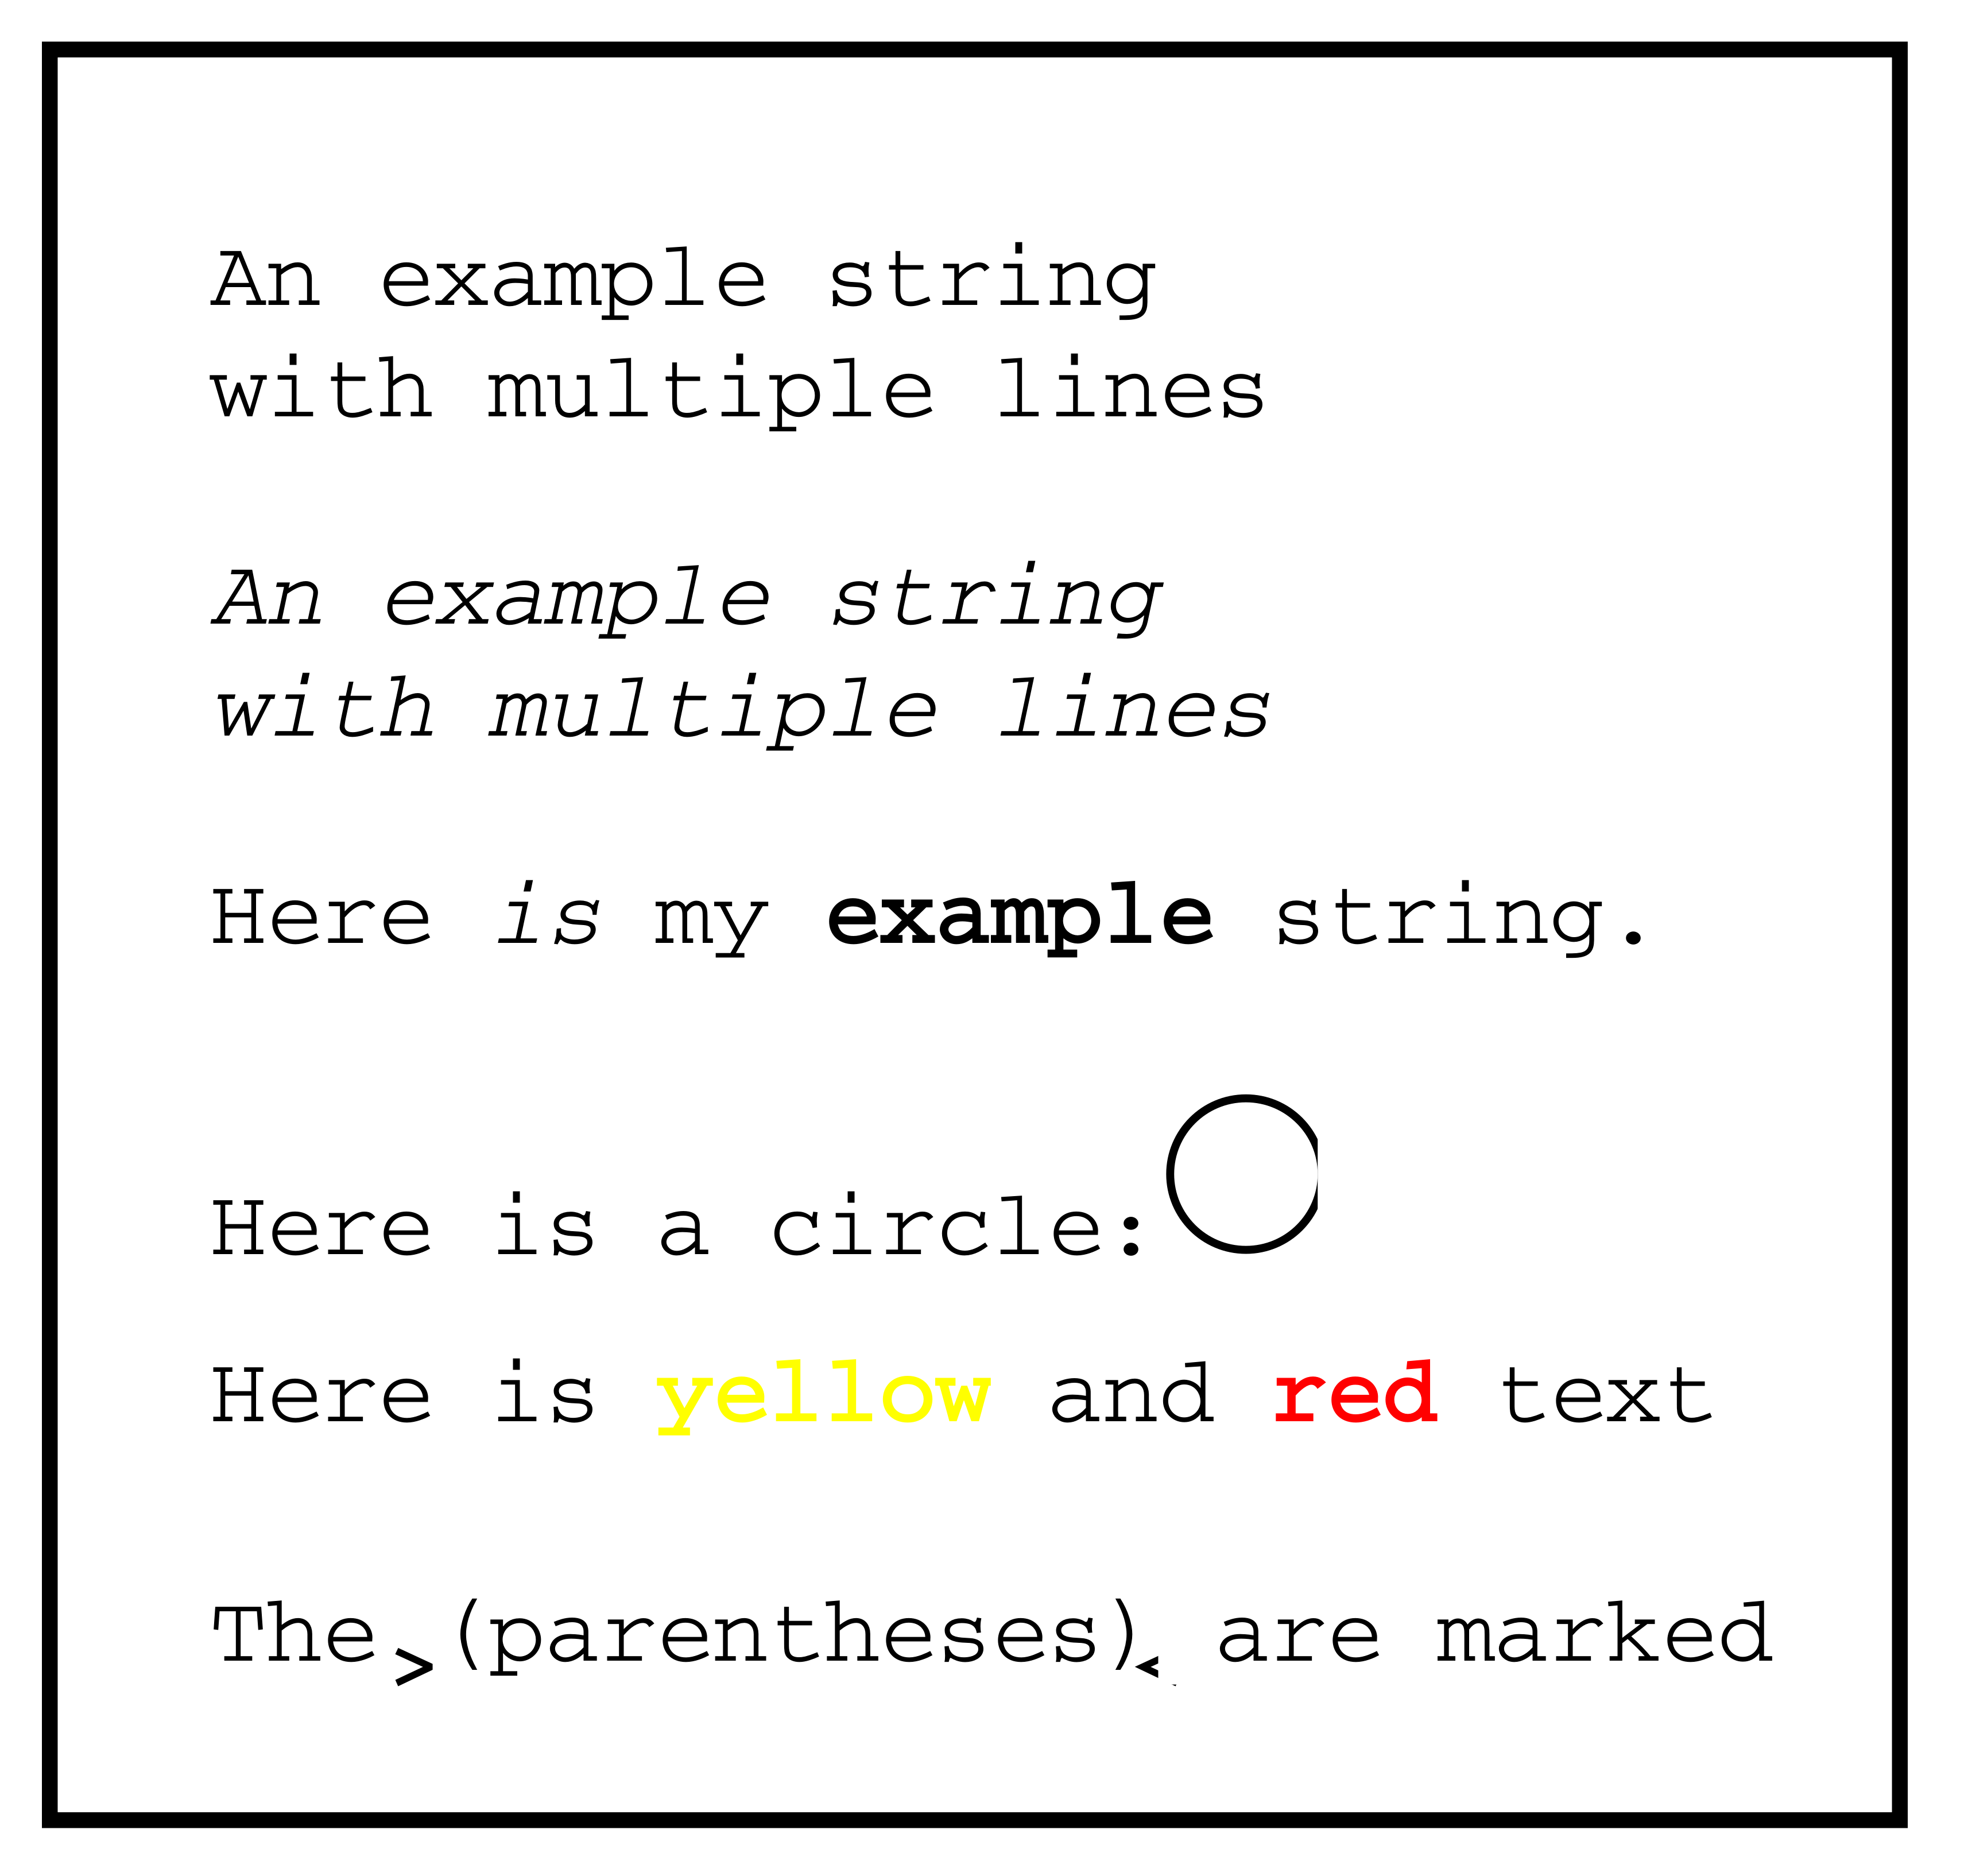 An example string
with multiple lines
An example string
with multiple lines
Here is my example string.
Here is a circle:
Here is yellow and red text
The>(parentheses)< are marked